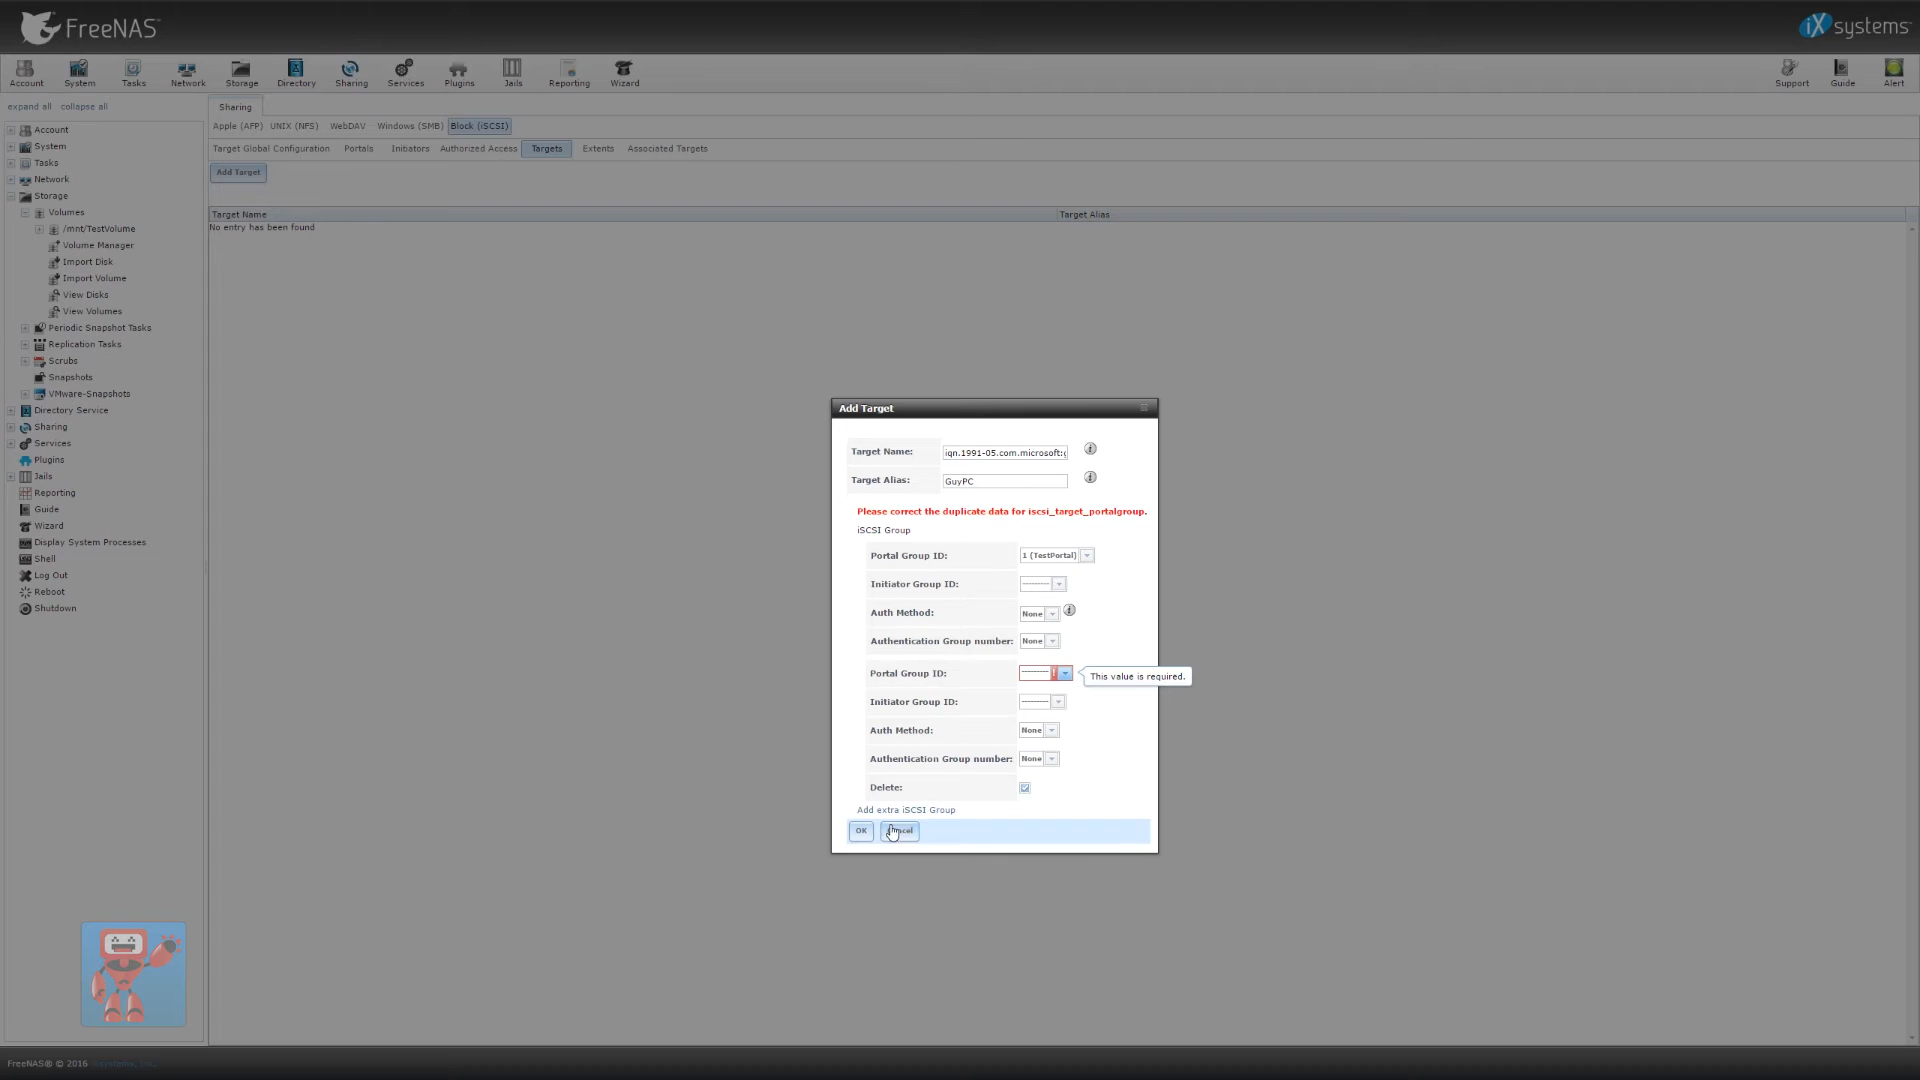 FreeNAS
iXsystems
Account System Tasks Network Storage Directory Sharing Services Plugins Jails Reporting Wizard Support Guide Alert
expand all collapse all
Sharing
Account
System
Tasks
Network
Storage
Volumes
/mnt/TestVolume
Volume Manager
Import Disk
Import Volume
View Disks
View Volumes
Periodic Snapshot Tasks
Replication Tasks
Scrubs
Snapshots
VMware-Snapshots
Directory Service
Sharing
Services
Plugins
Jails
Reporting
Guide
Wizard
Display System Processes
Shell
Log Out
Reboot
Shutdown
Apple (AFP) UNIX (NFS) WebDAV Windows (SMB) Block (iSCSI)
Target Global Configuration Portals Initiators Authorized Access Targets Extents Associated Targets
Add Target
Target Name Target Alias
No entry has been found
Add Target
Target Name: iqn.1991-05.com.microsoft:
Target Alias: GuyPC
Please correct the duplicate data for iscsi_target_portalgroup.
iSCSI Group
Portal Group ID: 1 (TestPortal)
Initiator Group ID: ---------
Auth Method: None
Authentication Group number: None
Portal Group ID: ---------
This value is required.
Initiator Group ID: ---------
Auth Method: None
Authentication Group number: None
Delete:
Add extra iSCSI Group
OK
FreeNAS® © 2016